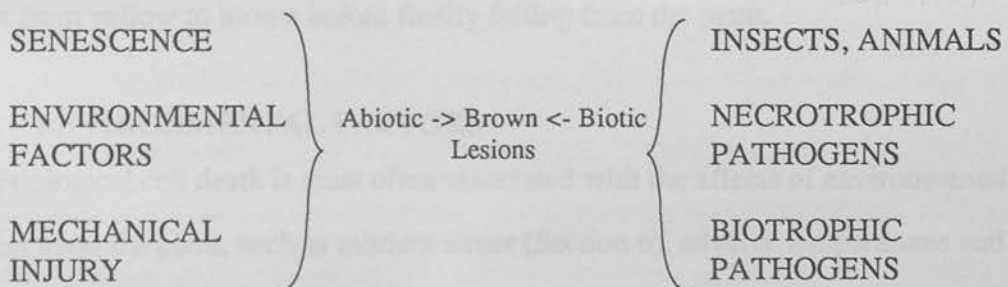 SENESCENCE
ENVIRONMENTAL
FACTORS
MECHANICAL
INJURY
Abiotic -> Brown <- Biotic
Lesions
INSECTS, ANIMALS
NECROTROPHIC
PATHOGENS
BIOTROPHIC
PATHOGENS